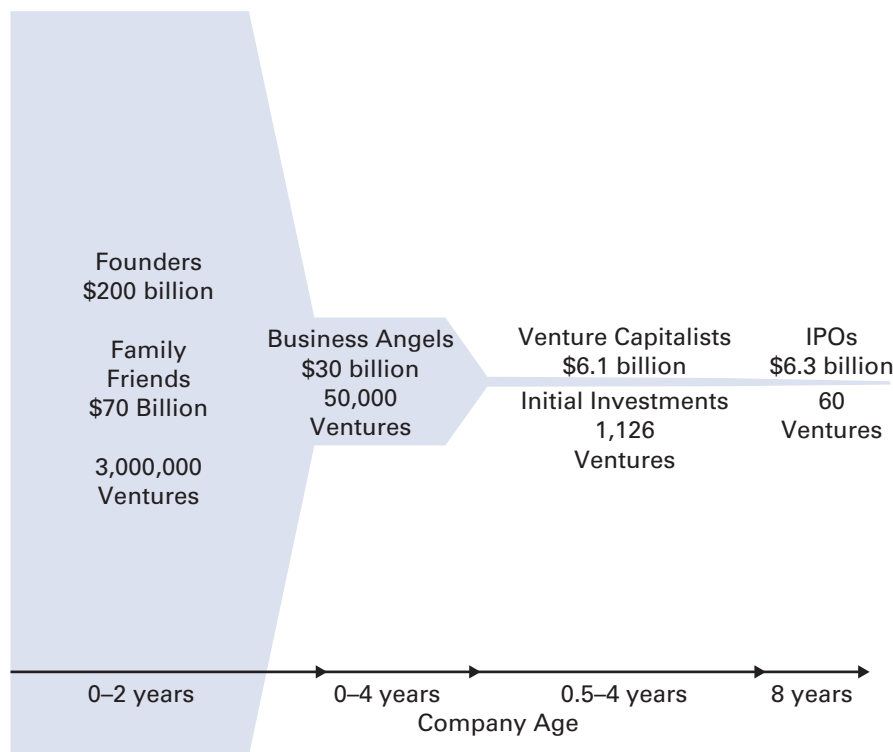 Founders
$200 billion
Family
Friends
$70 Billion
3,000,000
Ventures
Business Angels
$30 billion
50,000
Ventures
Venture Capitalists
$6.1 billion
Initial Investments
1,126
Ventures
IPOs
$6.3 billion
60
Ventures
0–2 years
0–4 years
0.5–4 years
8 years
Company Age